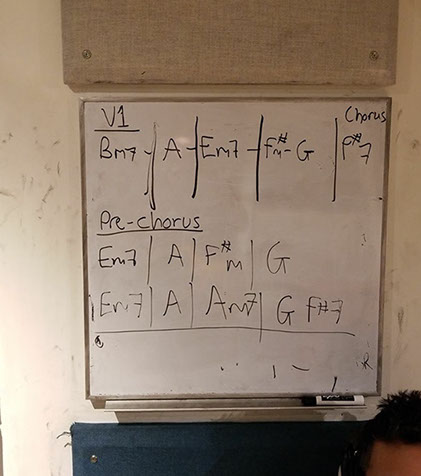 V1 Chorus
Bm7 - | A - | Em7 - | F#m - G | F#7
Pre-chorus
Em7 | A | F#m | G
Em7 | A | Am7 | G F#7